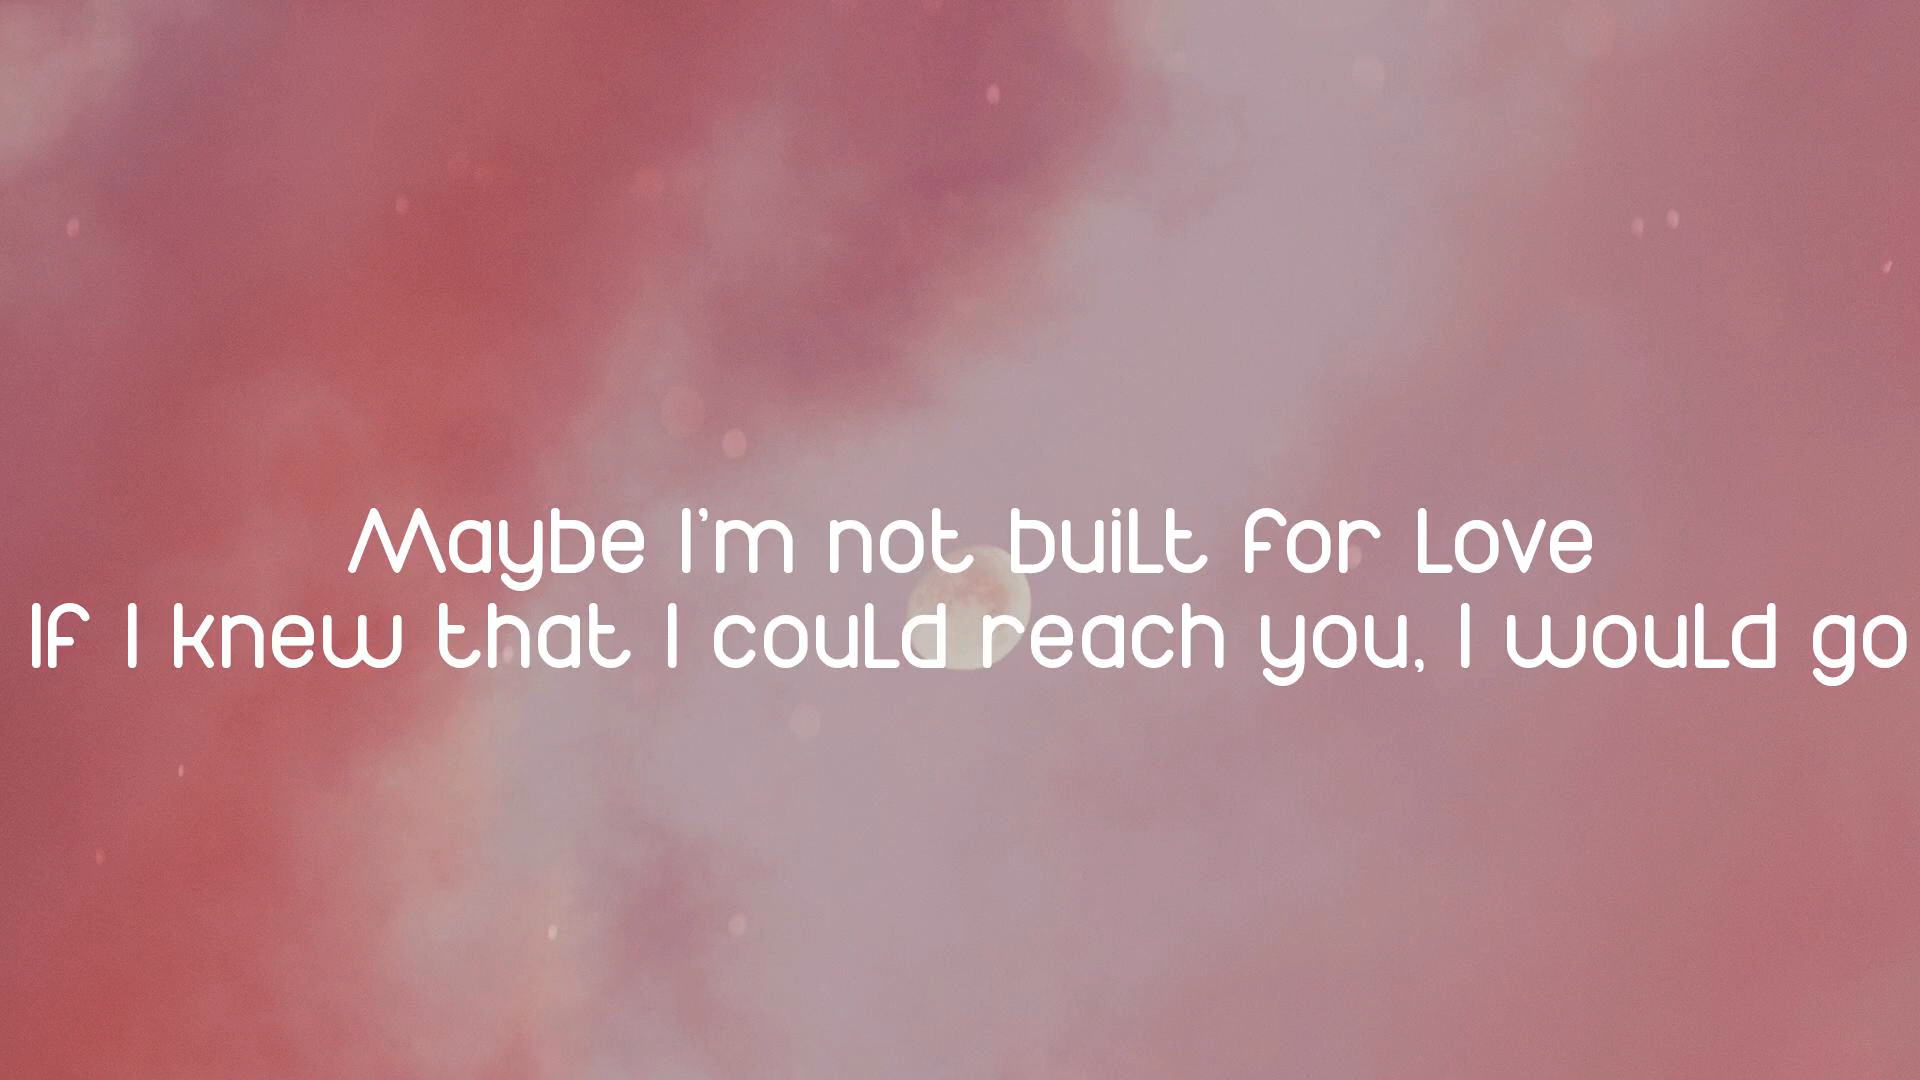 Maybe I'm not built for love
If I knew that I could reach you, I would go